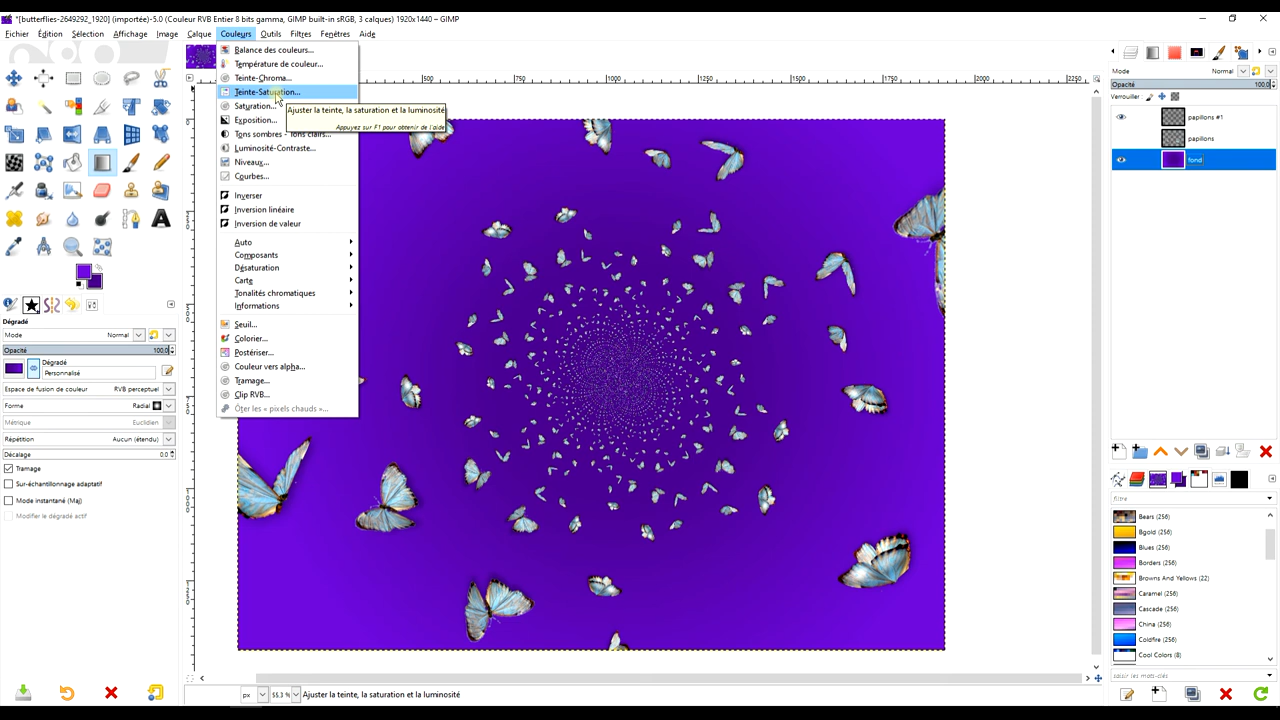 *[butterflies-2649292_1920] (importée)-5.0 (Couleur RVB Entier 8 bits gamma, GIMP built-in sRGB, 3 calques) 1920x1440 – GIMP
Fichier Édition Sélection Affichage Image Calque Couleurs Outils Filtres Fenêtres Aide
Balance des couleurs...
Température de couleur...
Teinte-Chroma...
Teinte-Saturation...
Saturation...
Ajuster la teinte, la saturation et la luminosité
Appuyez sur F1 pour obtenir de l'aide
Exposition...
Tons sombres - Tons clairs...
Luminosité-Contraste...
Niveaux...
Courbes...
Inverser
Inversion linéaire
Inversion de valeur
Auto
Composants
Désaturation
Carte
Tonalités chromatiques
Informations
Seuil...
Colorier...
Postériser...
Couleur vers alpha...
Tramage...
Clip RVB...
Ôter les « pixels chauds »...
500 750 1000 1250 1500 1750 2000 2250
Dégradé
Mode Normal
Opacité 100,0
Dégradé
Personnalisé
Espace de fusion de couleur RVB perceptuel
Forme Radial
Métrique Euclidien
Répétition Aucun (étendu)
Décalage 0,0
Tramage
Sur-échantillonnage adaptatif
Mode instantané (Maj)
Modifier le dégradé actif
px 55,3 % Ajuster la teinte, la saturation et la luminosité
Mode Normal
Opacité 100,0
Verrouiller :
papillons #1
papillons
fond
filtre
Bears (256)
Bgold (256)
Blues (256)
Borders (256)
Browns And Yellows (22)
Caramel (256)
Cascade (256)
China (256)
Coldfire (256)
Cool Colors (8)
saisir les mots-clés